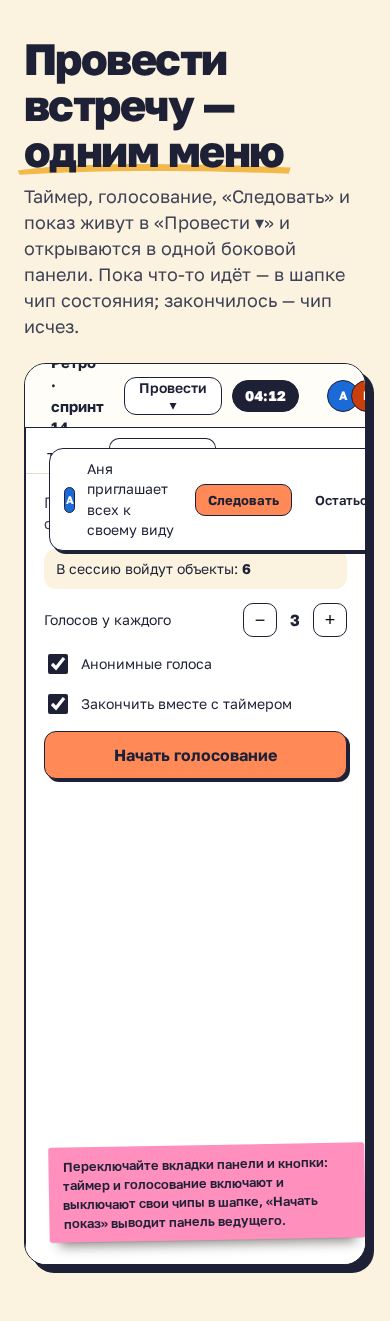 Провести
встречу —
одним меню
Таймер, голосование, «Следовать» и
показ живут в «Провести ▾» и
открываются в одной боковой
панели. Пока что-то идёт — в шапке
чип состояния; закончилось — чип
исчез.
Ретро
·
спринт
14
Провести
▾
04:12
А
Аня
приглашает
всех к
своему виду
А
Следовать
В сессию войдут объекты: 6
Голосов у каждого
− 3 +
Анонимные голоса
Закончить вместе с таймером
Начать голосование
Переключайте вкладки панели и кнопки:
таймер и голосование включают и
выключают свои чипы в шапке, «Начать
показ» выводит панель ведущего.